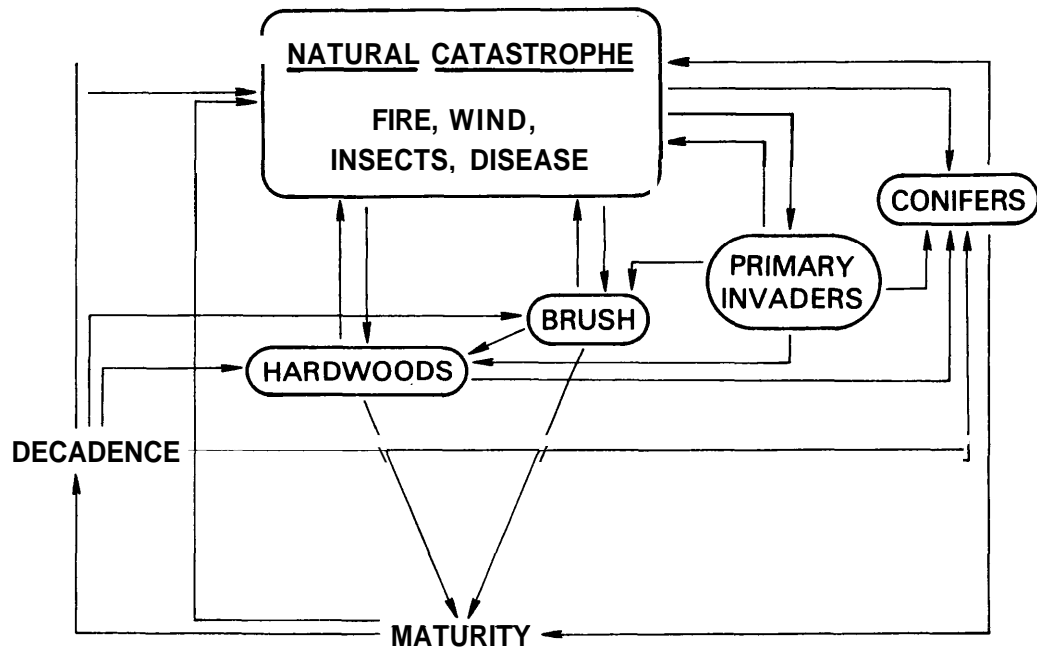 NATURAL CATASTROPHE
FIRE, WIND,
INSECTS, DISEASE
CONIFERS
PRIMARY
INVADERS
BRUSH
HARDWOODS
DECADENCE
MATURITY